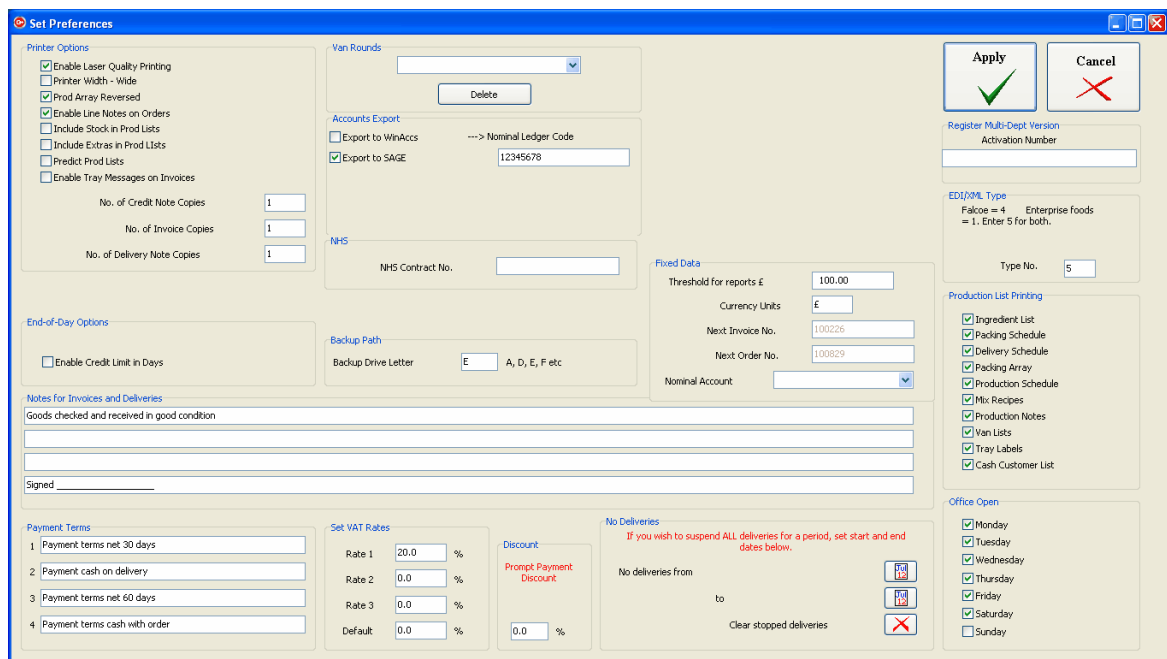 Set Preferences
Printer Options
Enable Laser Quality Printing
Printer Width - Wide
Prod Array Reversed
Enable Line Notes on Orders
Include Stock in Prod Lists
Include Extras in Prod LIsts
Predict Prod Lists
Enable Tray Messages on Invoices
No. of Credit Note Copies 1
No. of Invoice Copies 1
No. of Delivery Note Copies 1
Van Rounds
Delete
Accounts Export
Export to WinAccs ---> Nominal Ledger Code
Export to SAGE 12345678
NHS
NHS Contract No.
Apply
Cancel
Register Multi-Dept Version
Activation Number
EDI/XML Type
Falcoe = 4 Enterprise foods
= 1. Enter 5 for both.
Type No. 5
End-of-Day Options
Enable Credit Limit in Days
Backup Path
Backup Drive Letter E A, D, E, F etc
Fixed Data
Threshold for reports £ 100.00
Currency Units £
Next Invoice No. 100226
Next Order No. 100829
Nominal Account
Production List Printing
Ingredient List
Packing Schedule
Delivery Schedule
Packing Array
Production Schedule
Mix Recipes
Production Notes
Van Lists
Tray Labels
Cash Customer List
Notes for Invoices and Deliveries
Goods checked and received in good condition
Signed ___________________
Payment Terms
1 Payment terms net 30 days
2 Payment cash on delivery
3 Payment terms net 60 days
4 Payment terms cash with order
Set VAT Rates
Rate 1 20.0 %
Rate 2 0.0 %
Rate 3 0.0 %
Default 0.0 %
Discount
Prompt Payment
Discount
0.0 %
No Deliveries
If you wish to suspend ALL deliveries for a period, set start and end
dates below.
No deliveries from
Jul
12
to
Jul
12
Clear stopped deliveries
Office Open
Monday
Tuesday
Wednesday
Thursday
Friday
Saturday
Sunday